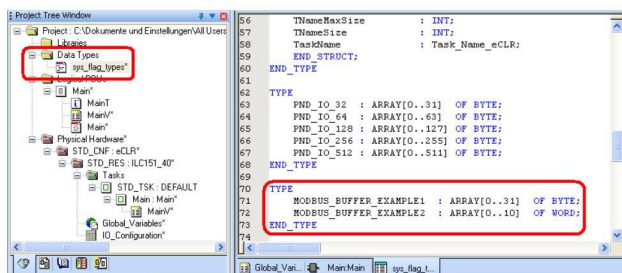 Project Tree Window
Project : C:\Dokumente und Einstellungen\All Users
Libraries
Data Types
sys_flag_types*
Logical POUs
Main*
MainT
MainV*
Main*
Physical Hardware*
STD_CNF : eCLR*
STD_RES : ILC151_40*
Tasks
STD_TSK : DEFAULT
Main : Main*
MainV*
Global_Variables*
IO_Configuration*
56 TNameMaxSize : INT;
57 TNameSize : INT;
58 TaskName : Task_Name_eCLR;
59 END_STRUCT;
60 END_TYPE
61
62 TYPE
63 PND_IO_32 : ARRAY[0..31] OF BYTE;
64 PND_IO_64 : ARRAY[0..63] OF BYTE;
65 PND_IO_128 : ARRAY[0..127] OF BYTE;
66 PND_IO_256 : ARRAY[0..255] OF BYTE;
67 PND_IO_512 : ARRAY[0..511] OF BYTE;
68 END_TYPE
69
70 TYPE
71 MODBUS_BUFFER_EXAMPLE1 : ARRAY[0..31] OF BYTE;
72 MODBUS_BUFFER_EXAMPLE2 : ARRAY[0..10] OF WORD;
73 END_TYPE
74
Global_Vari... Main:Main sys_flag_t...